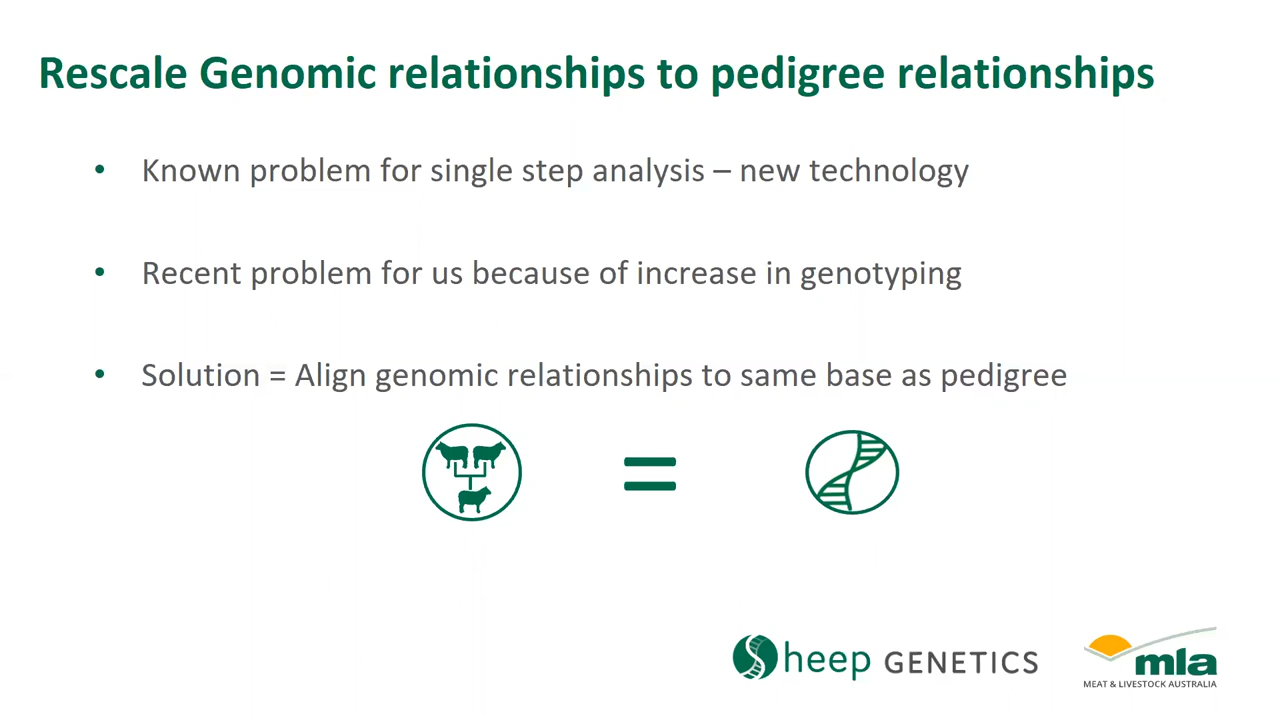 Rescale Genomic relationships to pedigree relationships
• Known problem for single step analysis – new technology
• Recent problem for us because of increase in genotyping
• Solution = Align genomic relationships to same base as pedigree
=
Sheep GENETICS
mla
MEAT & LIVESTOCK AUSTRALIA